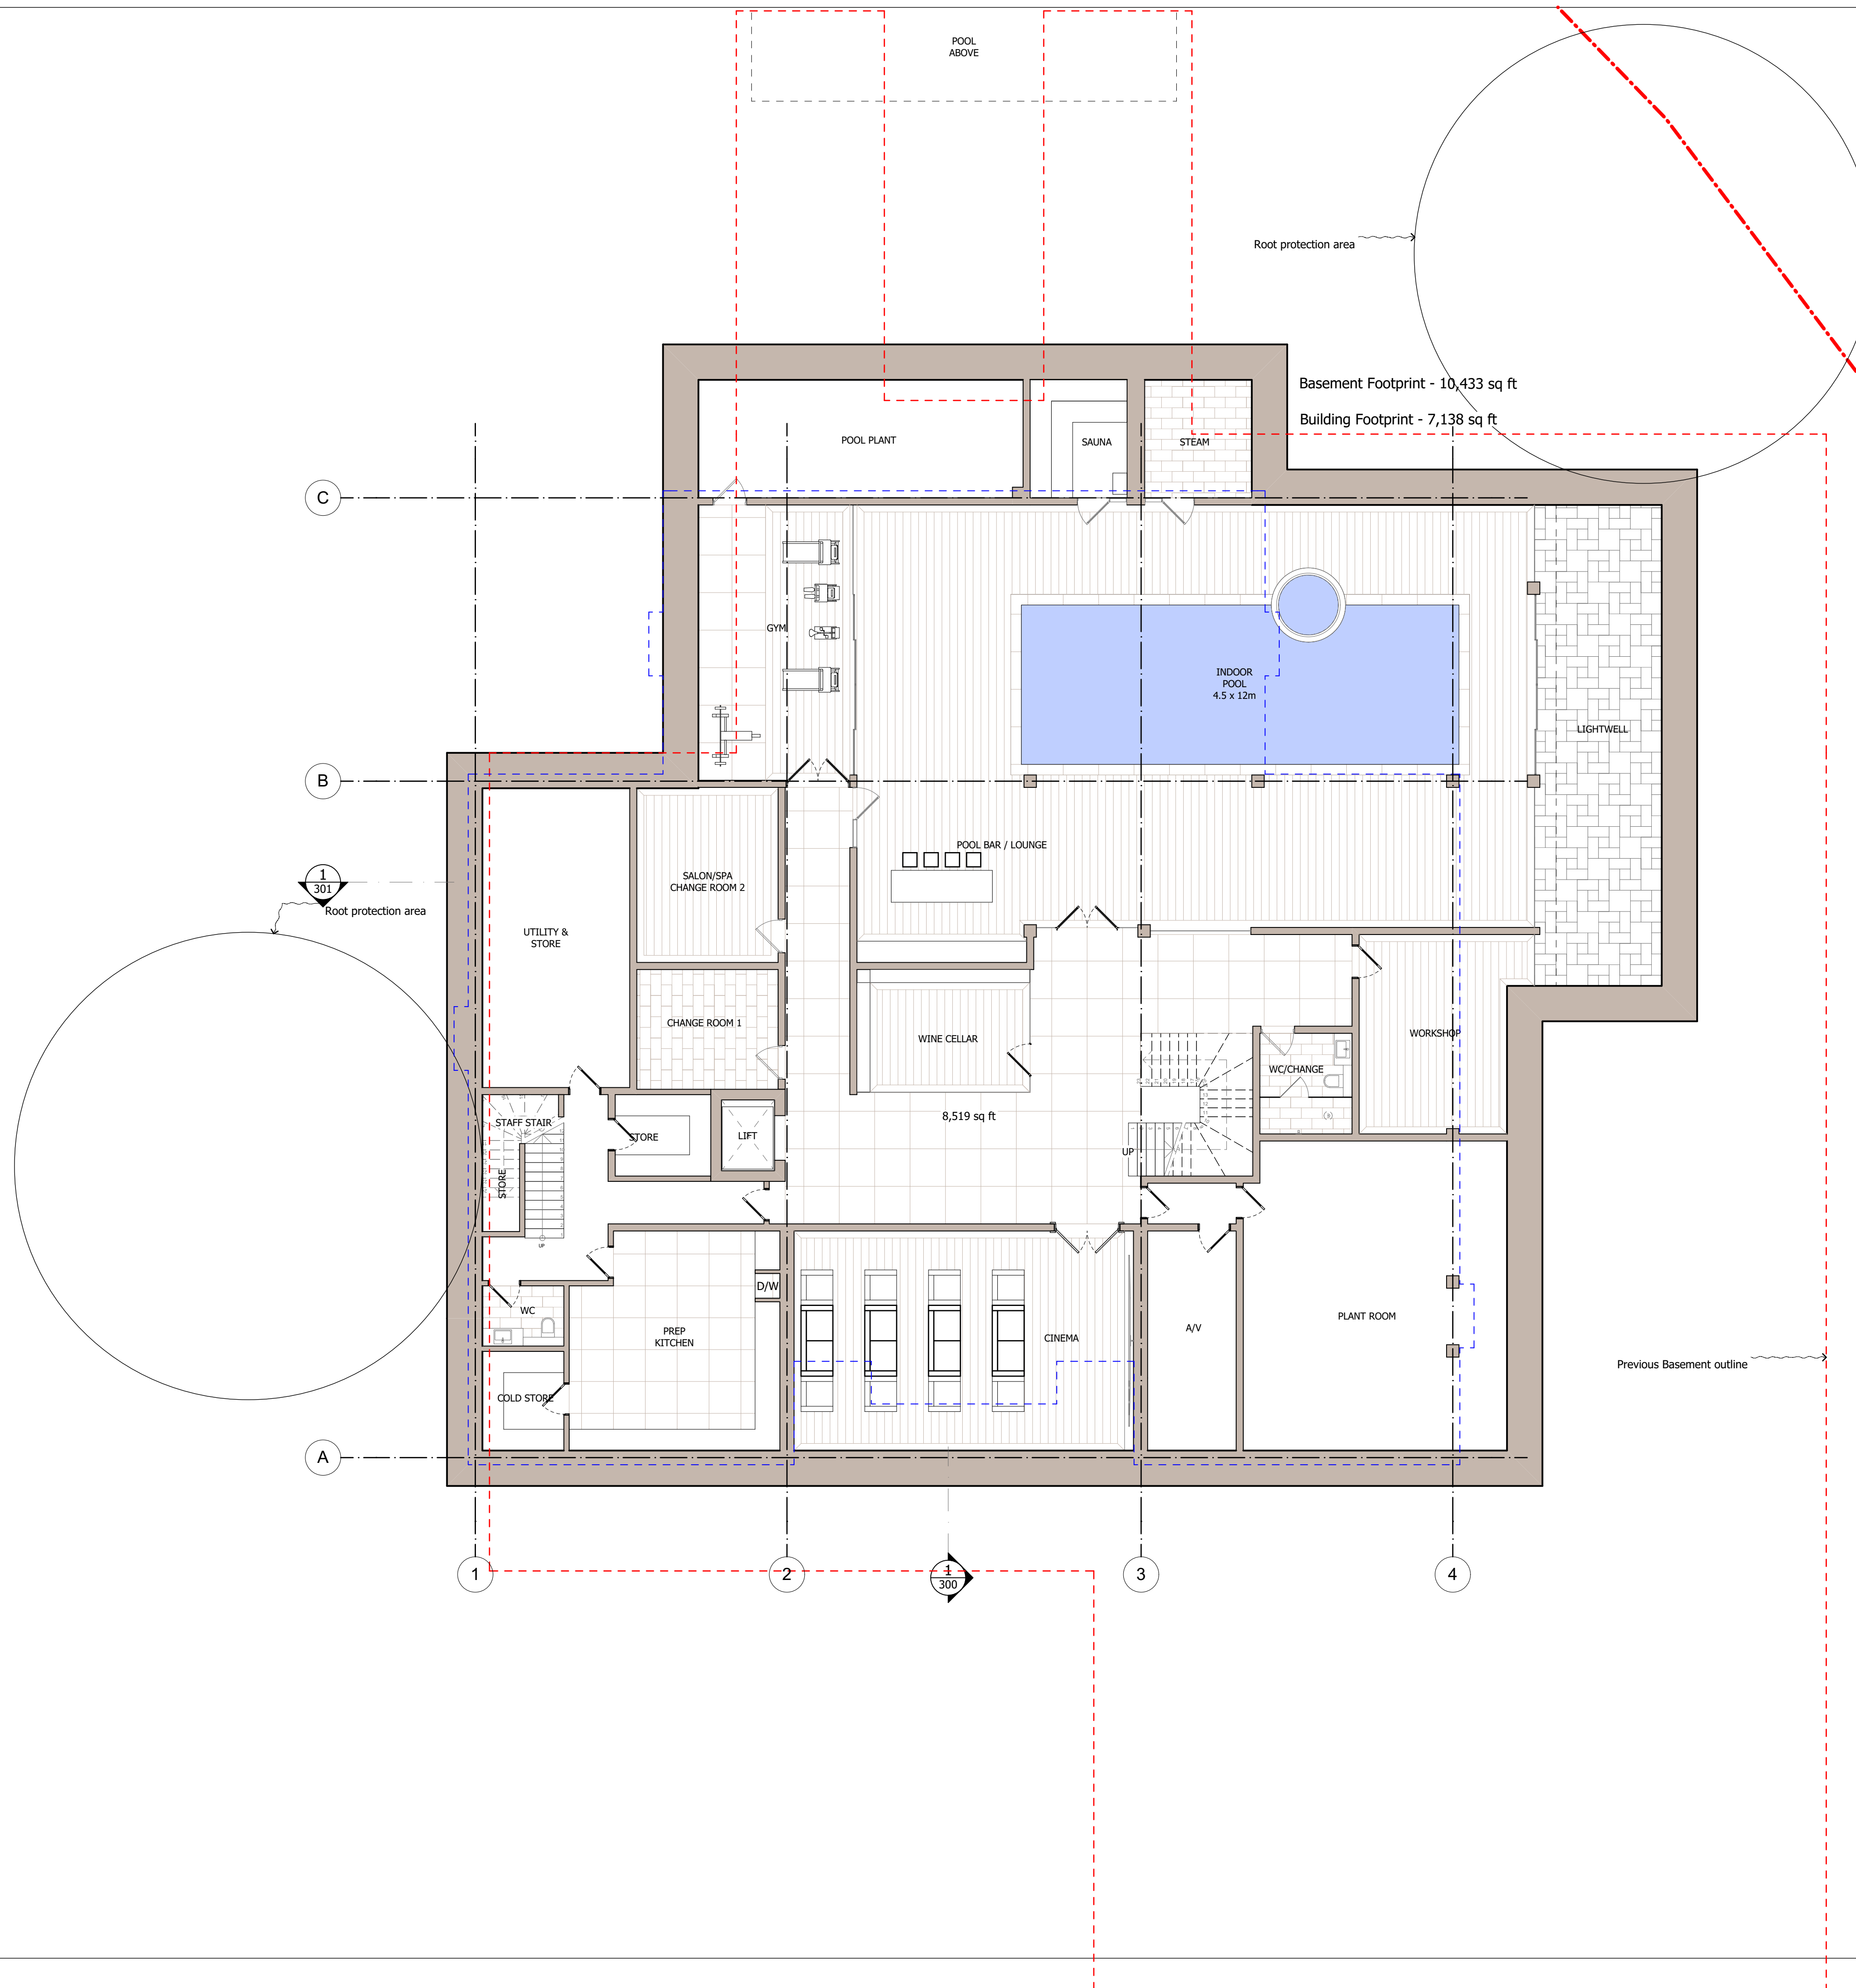 POOL
ABOVE
Root protection area
Basement Footprint - 10,433 sq ft
Building Footprint - 7,138 sq ft
POOL PLANT
SAUNA
STEAM
C
GYM
INDOOR
POOL
4.5 x 12m
LIGHTWELL
B
POOL BAR / LOUNGE
1
301
Root protection area
SALON/SPA
CHANGE ROOM 2
UTILITY &
STORE
CHANGE ROOM 1
WINE CELLAR
WORKSHOP
WC/CHANGE
8,519 sq ft
STAFF STAIR
STORE
LIFT
UP
STORE
UP
D/W
WC
PREP
KITCHEN
CINEMA
A/V
PLANT ROOM
Previous Basement outline
COLD STORE
A
1
2
1
300
3
4